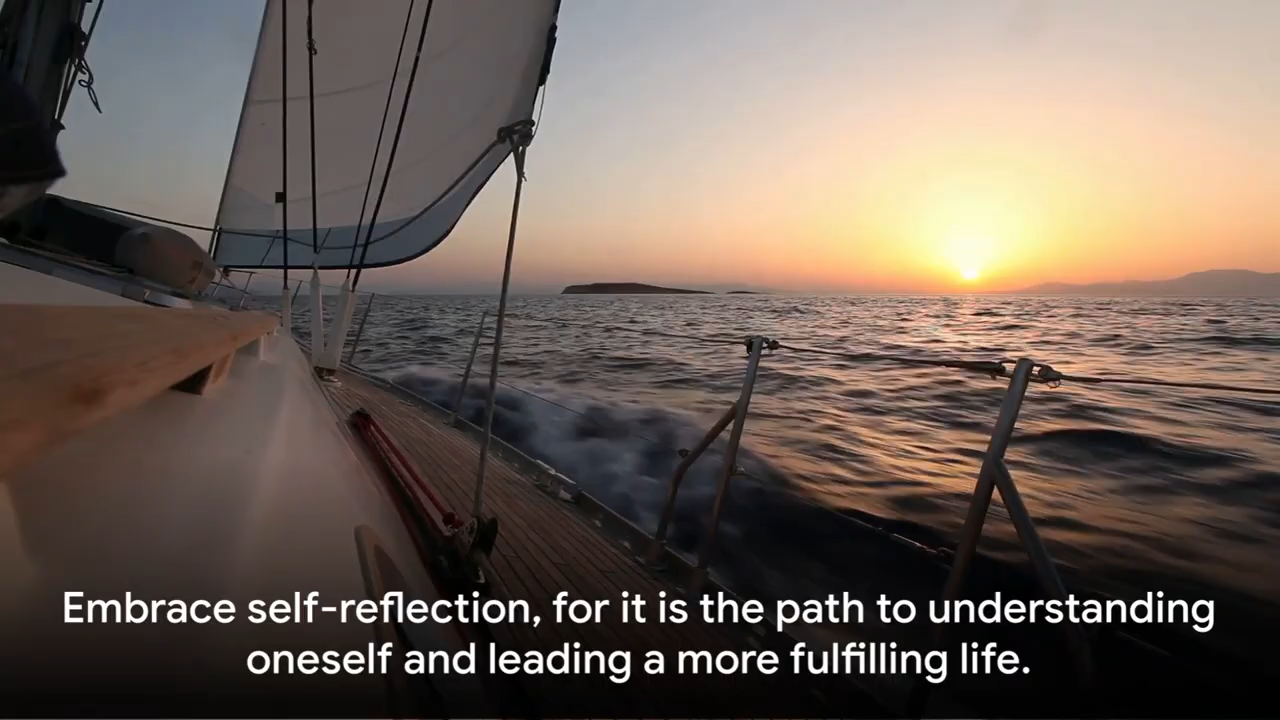 Embrace self-reflection, for it is the path to understanding
oneself and leading a more fulfilling life.